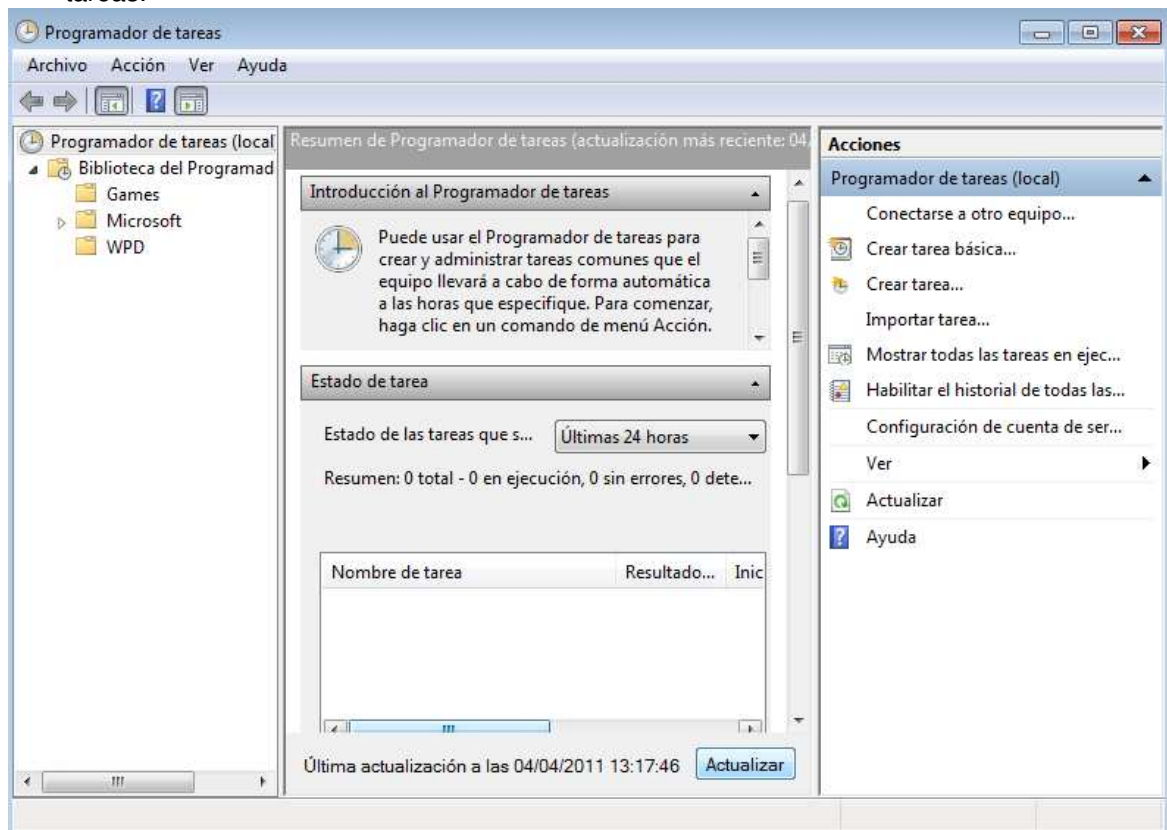 tareas.
Programador de tareas
Archivo Acción Ver Ayuda
Programador de tareas (local
Biblioteca del Programad
Games
Microsoft
WPD
Resumen de Programador de tareas (actualización más reciente: 04/
Introducción al Programador de tareas
Puede usar el Programador de tareas para
crear y administrar tareas comunes que el
equipo llevará a cabo de forma automática
a las horas que especifique. Para comenzar,
haga clic en un comando de menú Acción.
Estado de tarea
Estado de las tareas que s... Últimas 24 horas
Resumen: 0 total - 0 en ejecución, 0 sin errores, 0 dete...
Nombre de tarea Resultado... Inic
Última actualización a las 04/04/2011 13:17:46 Actualizar
Acciones
Programador de tareas (local)
Conectarse a otro equipo...
Crear tarea básica...
Crear tarea...
Importar tarea...
Mostrar todas las tareas en ejec...
Habilitar el historial de todas las...
Configuración de cuenta de ser...
Ver
Actualizar
Ayuda